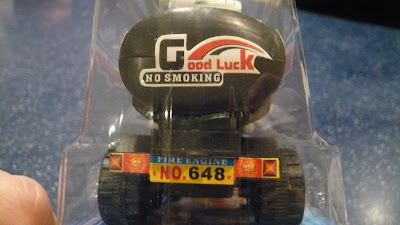 Good Luck
NO SMOKING
FIRE ENGINE
NO.648